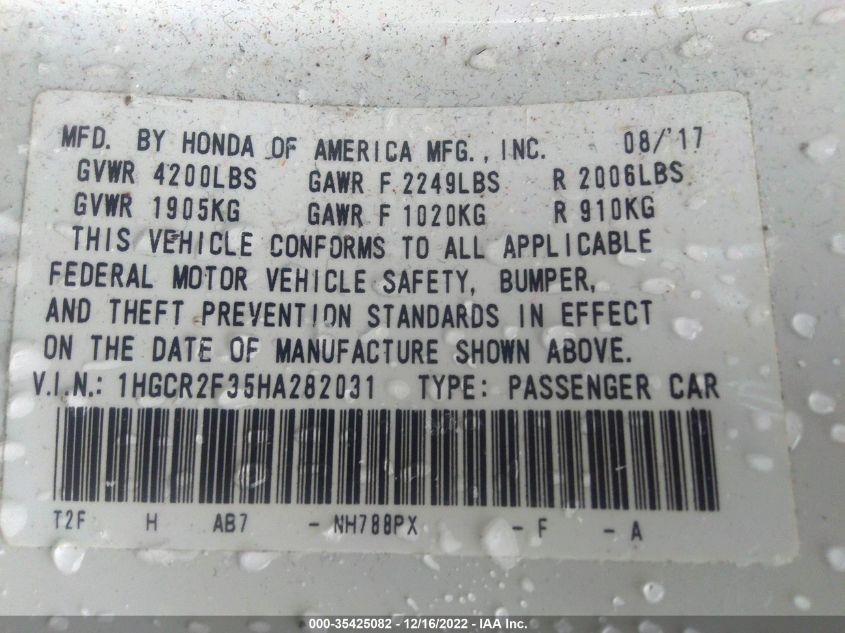 MFD. BY HONDA OF AMERICA MFG., INC. 08/'17
GVWR 4200LBS GAWR F 2249LBS R 2006LBS
GVWR 1905KG GAWR F 1020KG R 910KG
THIS VEHICLE CONFORMS TO ALL APPLICABLE
FEDERAL MOTOR VEHICLE SAFETY, BUMPER,
AND THEFT PREVENTION STANDARDS IN EFFECT
ON THE DATE OF MANUFACTURE SHOWN ABOVE.
V.I.N.: 1HGCR2F35HA282031 TYPE: PASSENGER CAR
T2F H AB7 - NH788PX - F - A
000-35425082 - 12/16/2022 - IAA Inc.